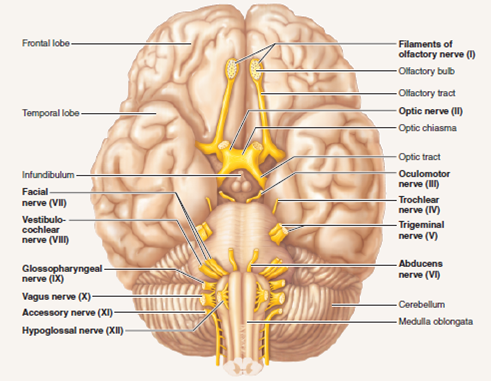 Frontal lobe
Temporal lobe
Infundibulum
Facial
nerve (VII)
Vestibulo-
cochlear
nerve (VIII)
Glossopharyngeal
nerve (IX)
Vagus nerve (X)
Accessory nerve (XI)
Hypoglossal nerve (XII)
Filaments of
olfactory nerve (I)
Olfactory bulb
Olfactory tract
Optic nerve (II)
Optic chiasma
Optic tract
Oculomotor
nerve (III)
Trochlear
nerve (IV)
Trigeminal
nerve (V)
Abducens
nerve (VI)
Cerebellum
Medulla oblongata